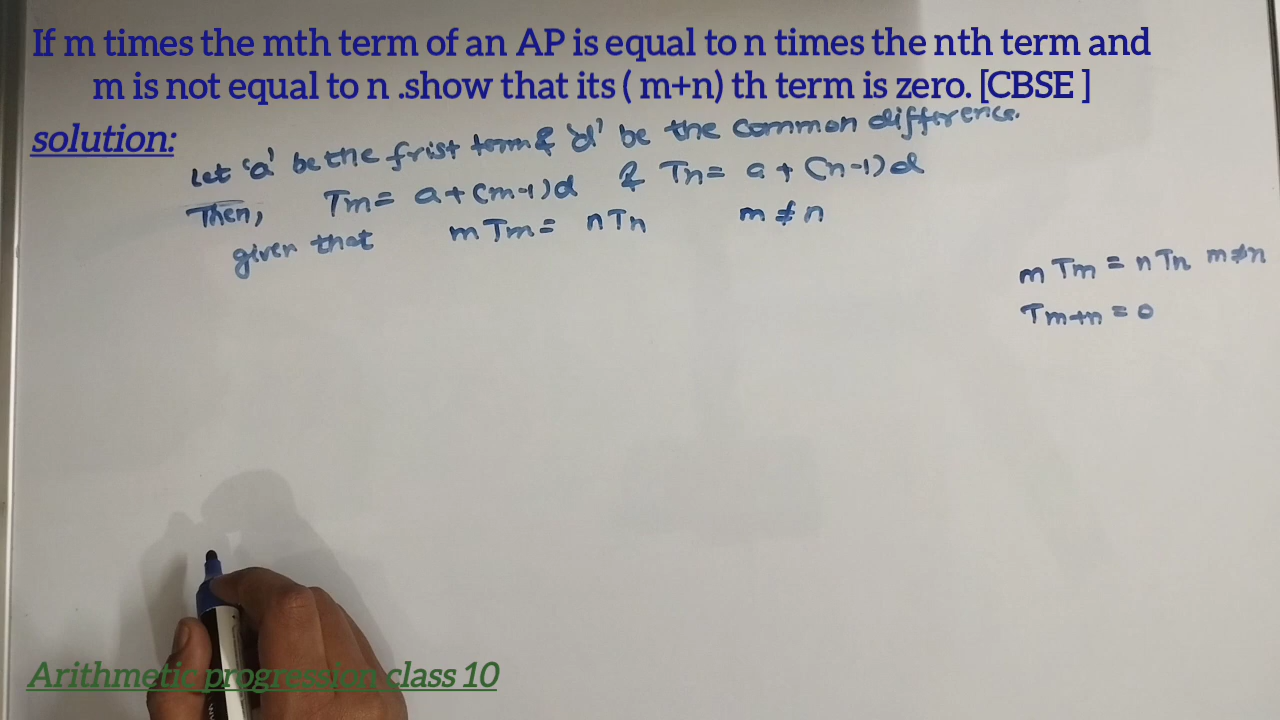 If m times the mth term of an AP is equal to n times the nth term and
m is not equal to n .show that its ( m+n) th term is zero. [CBSE ]
solution:
Let 'a' be the frist term & 'd' be the common difference.
Then, Tm= a+(m-1)d & Tn= a+(n-1)d
given that mTm= nTn m≠n
mTm = nTn m≠n
Tm+n = 0
Arithmetic progression class 10